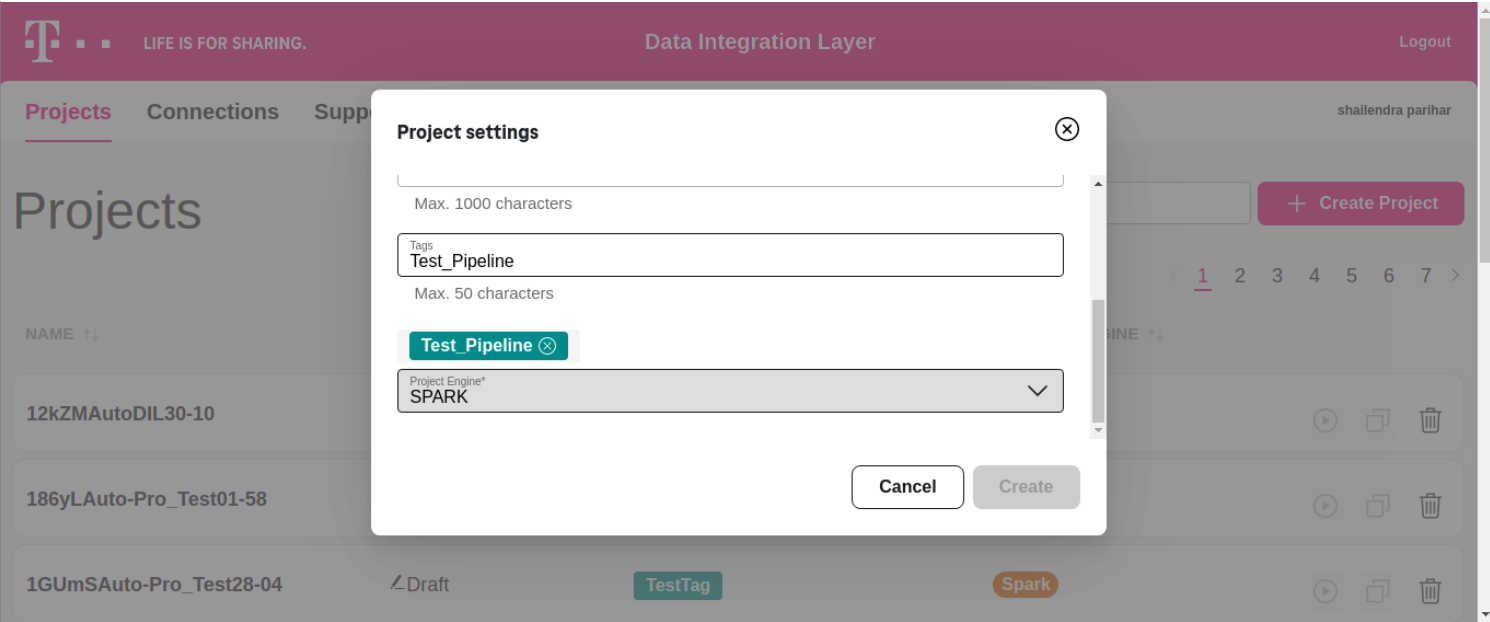 T
LIFE IS FOR SHARING.
Data Integration Layer
Logout
Projects
Connections
Supp
shailendra parihar
Project settings
Projects
Max. 1000 characters
Create Project
Tags
Test_Pipeline
Max. 50 characters
1 2 3 4 5 6 7
NAME
GINE
Test_Pipeline
Project Engine*
SPARK
12kZMAutoDIL30-10
Cancel
Create
186yLAuto-Pro_Test01-58
1GUmSAuto-Pro_Test28-04
Draft
TestTag
Spark